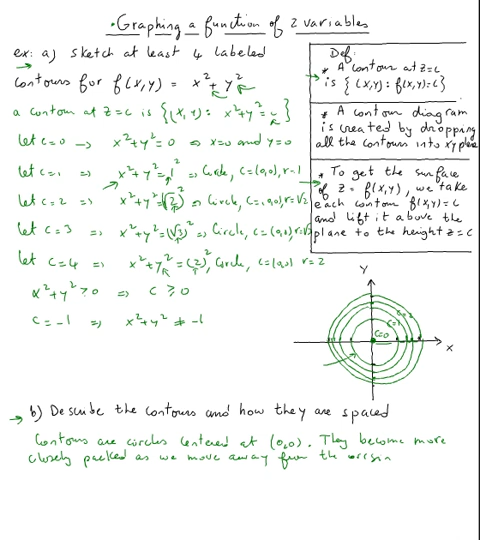 • Graphing a function of 2 variables
ex: a) sketch at least 4 labeled
contours for f(x,y) = x² + y²
a contour at z=c is {(x,y): x²+y²=c}
let c=0 → x²+y²=0 ⇒ x=0 and y=0
let c=1 ⇒ x²+y²=1² ⇒ Circle, C=(0,0), r=1
let c=2 ⇒ x²+y²=(√2)² ⇒ Circle, C=(0,0), r=√2
let c=3 ⇒ x²+y²=(√3)² ⇒ Circle, C=(0,0), r=√3
let c=4 ⇒ x²+y²=(2)², Circle, C=(0,0) r=2
x²+y² ≥ 0 ⇒ c ≥ 0
c=-1 ⇒ x²+y² ≠ -1
Def:
* A contour at z=c
is {(x,y): f(x,y)=c}
* A contour diagram
is created by dropping
all the contours into xy plane
* To get the surface
of z = f(x,y), we take
each contour f(x,y)=c
and lift it above the
plane to the height z=c
y
c=2
c=1
c=0
x
b) Describe the contours and how they are spaced
Contours are circles centered at (0,0). They become more
closely packed as we move away from the origin